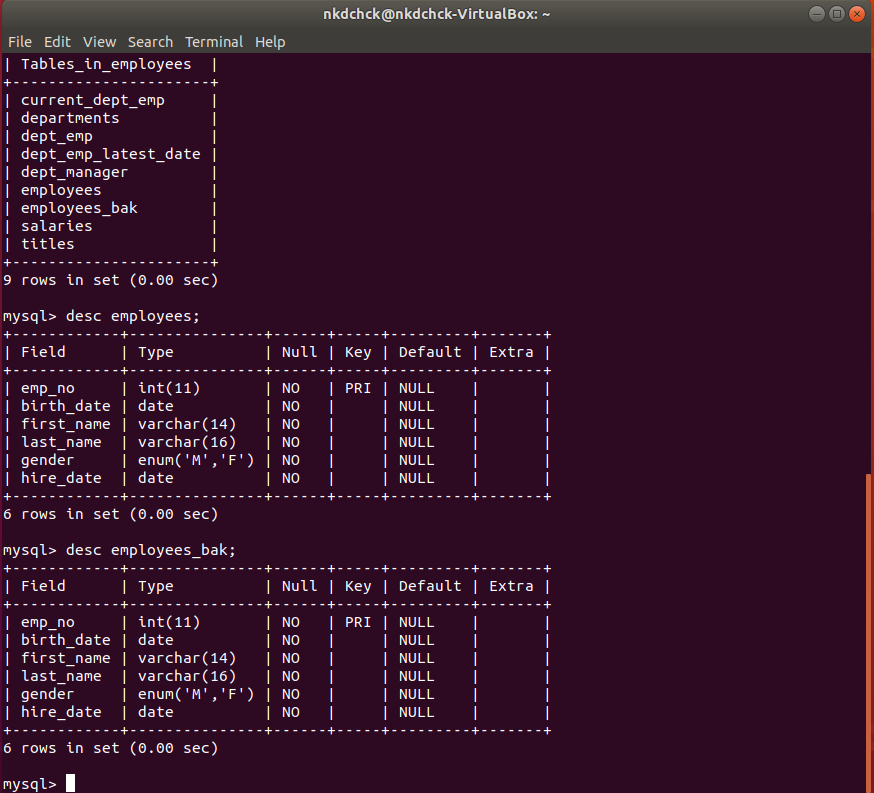 nkdchck@nkdchck-VirtualBox: ~
File Edit View Search Terminal Help
| Tables_in_employees  |
+----------------------+
| current_dept_emp     |
| departments          |
| dept_emp             |
| dept_emp_latest_date |
| dept_manager         |
| employees            |
| employees_bak        |
| salaries             |
| titles               |
+----------------------+
9 rows in set (0.00 sec)

mysql> desc employees;
+------------+---------------+------+-----+---------+-------+
| Field      | Type          | Null | Key | Default | Extra |
+------------+---------------+------+-----+---------+-------+
| emp_no     | int(11)       | NO   | PRI | NULL    |       |
| birth_date | date          | NO   |     | NULL    |       |
| first_name | varchar(14)   | NO   |     | NULL    |       |
| last_name  | varchar(16)   | NO   |     | NULL    |       |
| gender     | enum('M','F') | NO   |     | NULL    |       |
| hire_date  | date          | NO   |     | NULL    |       |
+------------+---------------+------+-----+---------+-------+
6 rows in set (0.00 sec)

mysql> desc employees_bak;
+------------+---------------+------+-----+---------+-------+
| Field      | Type          | Null | Key | Default | Extra |
+------------+---------------+------+-----+---------+-------+
| emp_no     | int(11)       | NO   | PRI | NULL    |       |
| birth_date | date          | NO   |     | NULL    |       |
| first_name | varchar(14)   | NO   |     | NULL    |       |
| last_name  | varchar(16)   | NO   |     | NULL    |       |
| gender     | enum('M','F') | NO   |     | NULL    |       |
| hire_date  | date          | NO   |     | NULL    |       |
+------------+---------------+------+-----+---------+-------+
6 rows in set (0.00 sec)

mysql>